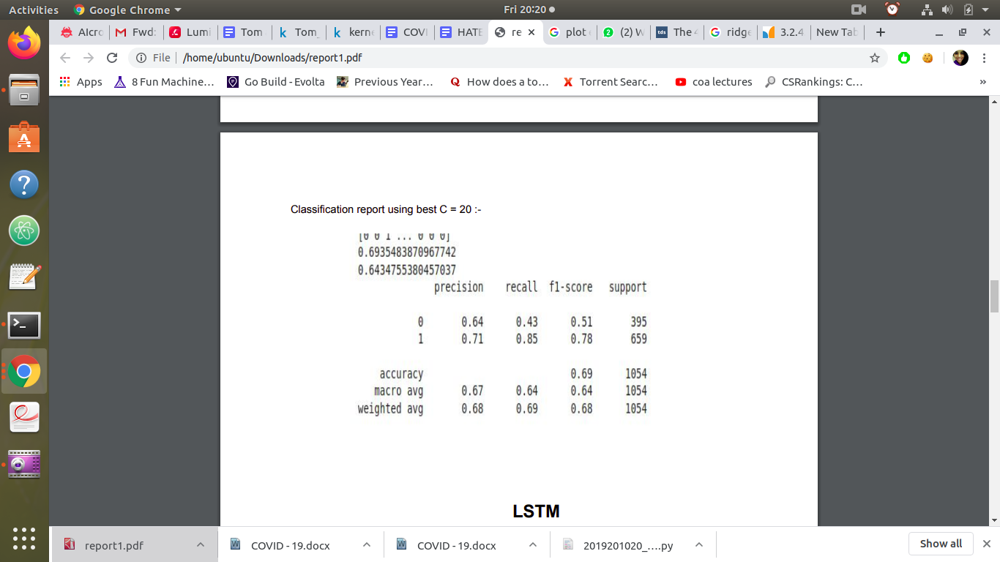 Activities Google Chrome Fri 20:20
AIcro Fwd: Lumi Tom Tom_ kerne COVI HATE re plot (2) W The 4 ridge 3.2.4 New Tab
File /home/ubuntu/Downloads/report1.pdf
Apps 8 Fun Machine... Go Build - Evolta Previous Year... How does a to... Torrent Searc... coa lectures CSRankings: C... »
Classification report using best C = 20 :-
[0 0 1 ... 0 0 0]
0.6935483870967742
0.6434755380457037
precision recall f1-score support
0 0.64 0.43 0.51 395
1 0.71 0.85 0.78 659
accuracy 0.69 1054
macro avg 0.67 0.64 0.64 1054
weighted avg 0.68 0.69 0.68 1054
LSTM
report1.pdf COVID - 19.docx COVID - 19.docx 2019201020_....py Show all